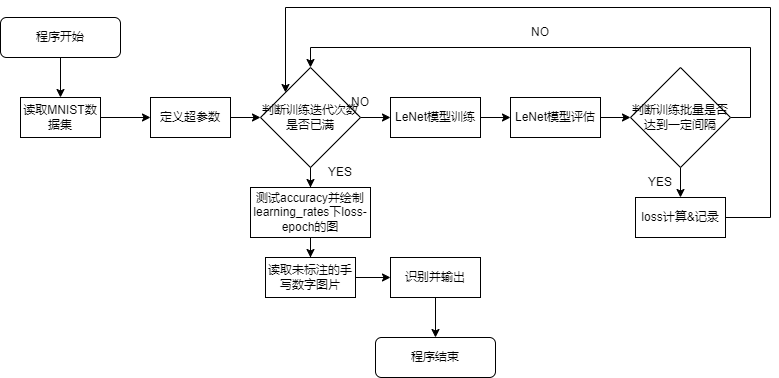 程序开始
读取MNIST数
据集
定义超参数
判断训练迭代次数
是否已满
NO
LeNet模型训练
LeNet模型评估
判断训练批量是否
达到一定间隔
NO
YES
loss计算&记录
YES
测试accuracy并绘制
learning_rates下loss-
epoch的图
读取未标注的手
写数字图片
识别并输出
程序结束